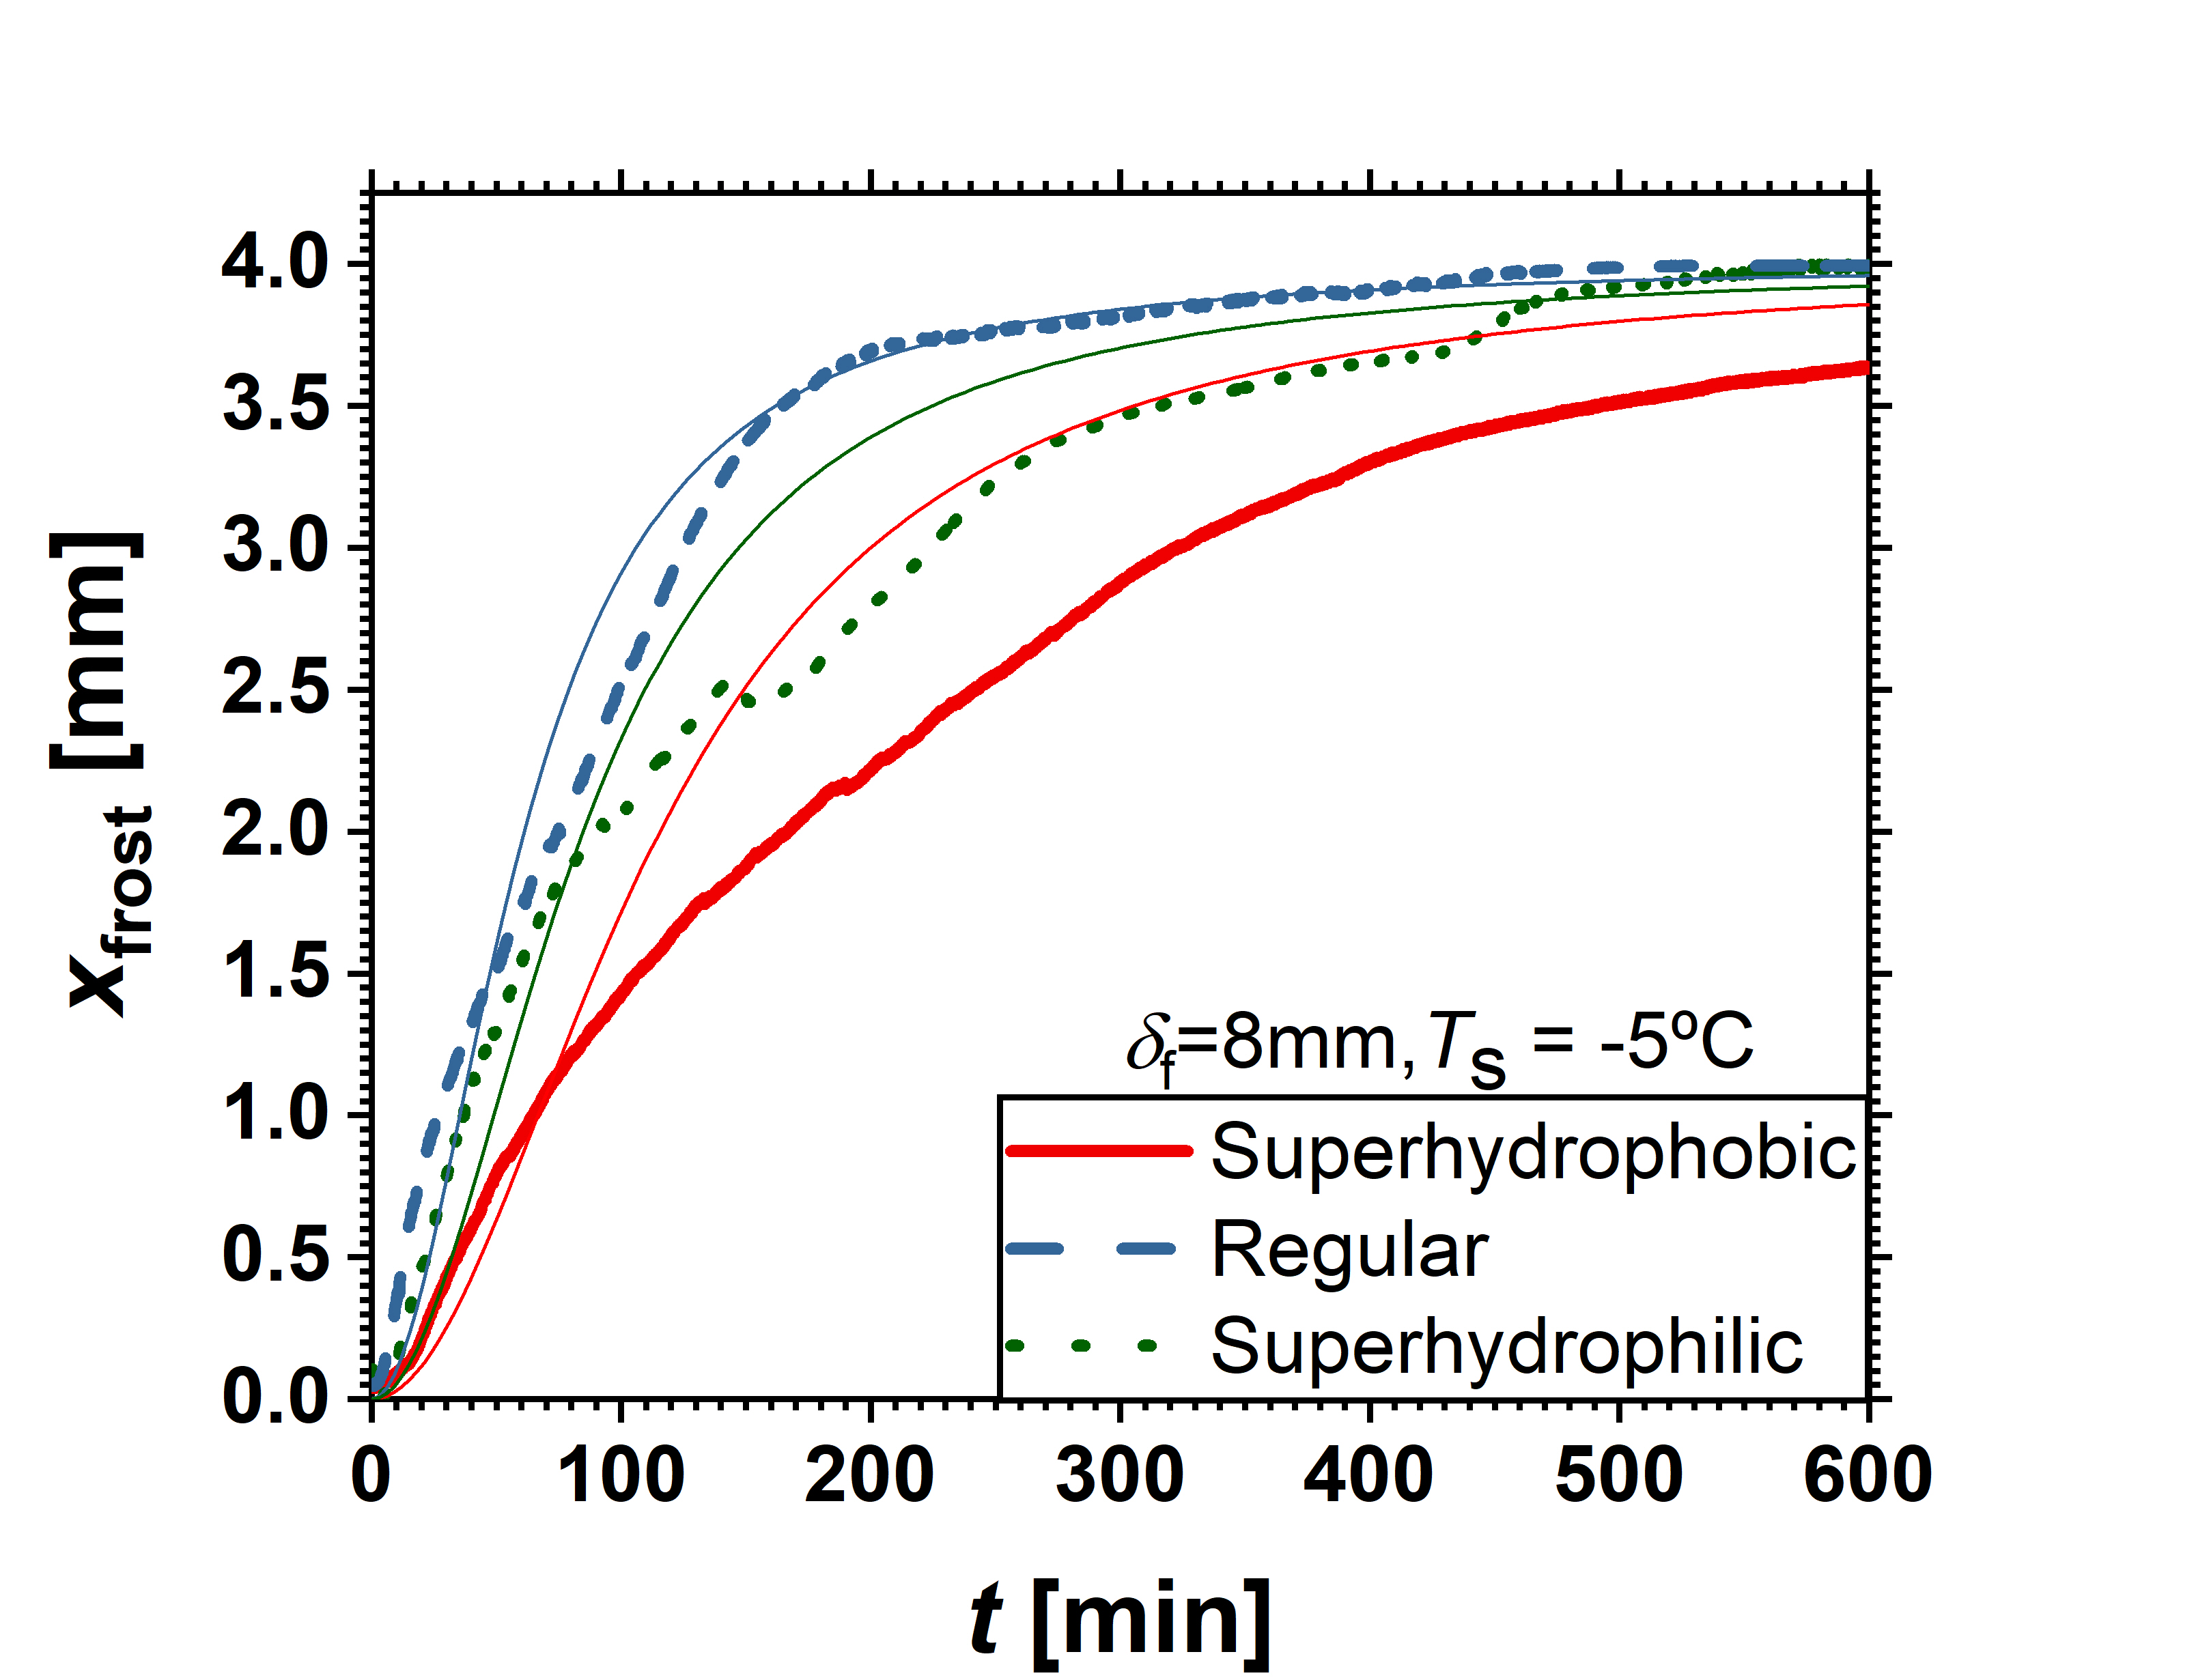 4.0
3.5
3.0
2.5
2.0
1.5
1.0
0.5
0.0
xfrost [mm]
δf=8mm, Ts = -5ºC
Superhydrophobic
Regular
Superhydrophilic
0 100 200 300 400 500 600
t [min]